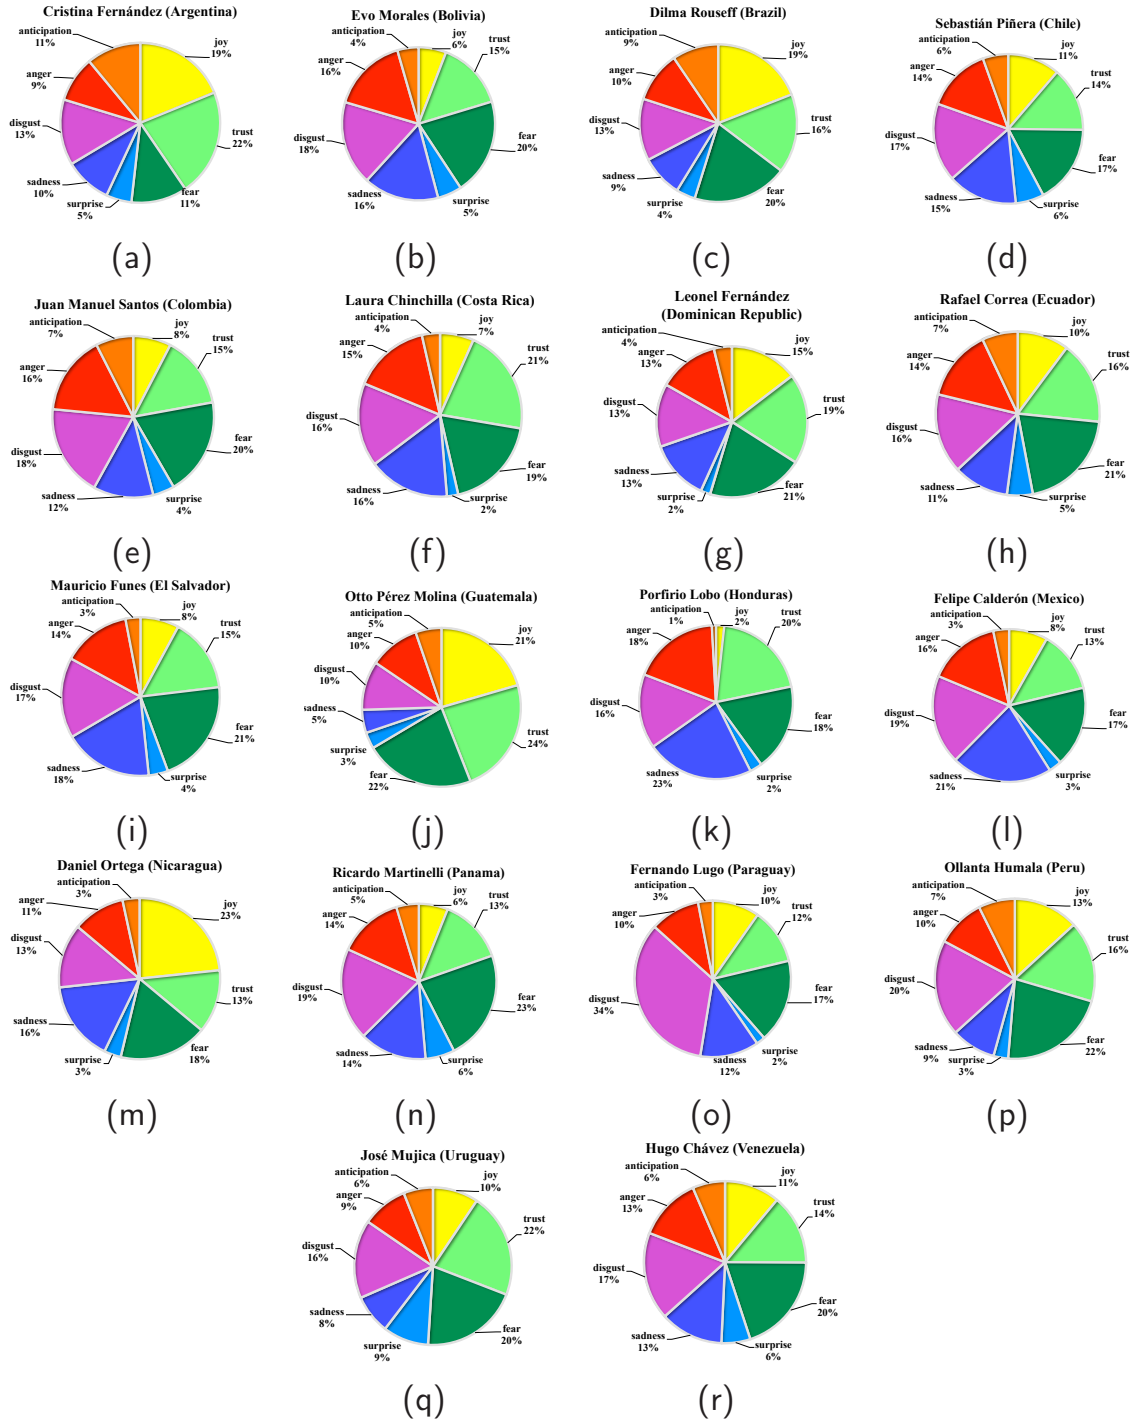 Cristina Fernández (Argentina)
anticipation
11%
joy
19%
anger
9%
disgust
13%
trust
22%
sadness
10%
surprise
5%
fear
11%
(a)
Evo Morales (Bolivia)
anticipation
4%
joy
6%
trust
15%
anger
16%
disgust
18%
fear
20%
sadness
16%
surprise
5%
(b)
Dilma Rouseff (Brazil)
anticipation
9%
joy
19%
anger
10%
disgust
13%
trust
16%
sadness
9%
surprise
4%
fear
20%
(c)
Sebastián Piñera (Chile)
anticipation
6%
joy
11%
anger
14%
trust
14%
disgust
17%
fear
17%
sadness
15%
surprise
6%
(d)
Juan Manuel Santos (Colombia)
anticipation
7%
joy
8%
trust
15%
anger
16%
disgust
18%
fear
20%
sadness
12%
surprise
4%
(e)
Laura Chinchilla (Costa Rica)
anticipation
4%
joy
7%
anger
15%
trust
21%
disgust
16%
fear
19%
sadness
16%
surprise
2%
(f)
Leonel Fernández
(Dominican Republic)
anticipation
4%
joy
15%
anger
13%
disgust
13%
trust
19%
sadness
13%
surprise
2%
fear
21%
(g)
Rafael Correa (Ecuador)
anticipation
7%
joy
10%
anger
14%
trust
16%
disgust
16%
fear
21%
sadness
11%
surprise
5%
(h)
Mauricio Funes (El Salvador)
anticipation
3%
joy
8%
anger
14%
trust
15%
disgust
17%
fear
21%
sadness
18%
surprise
4%
(i)
Otto Pérez Molina (Guatemala)
anticipation
5%
joy
21%
anger
10%
disgust
10%
sadness
5%
trust
24%
surprise
3%
fear
22%
(j)
Porfirio Lobo (Honduras)
anticipation
1%
joy
2%
trust
20%
anger
18%
disgust
16%
fear
18%
sadness
23%
surprise
2%
(k)
Felipe Calderón (Mexico)
anticipation
3%
joy
8%
trust
13%
anger
16%
disgust
19%
fear
17%
sadness
21%
surprise
3%
(l)
Daniel Ortega (Nicaragua)
anticipation
3%
joy
23%
anger
11%
disgust
13%
trust
13%
sadness
16%
surprise
3%
fear
18%
(m)
Ricardo Martinelli (Panama)
anticipation
5%
joy
6%
trust
13%
anger
14%
disgust
19%
fear
23%
sadness
14%
surprise
6%
(n)
Fernando Lugo (Paraguay)
anticipation
3%
joy
10%
anger
10%
trust
12%
disgust
34%
fear
17%
sadness
12%
surprise
2%
(o)
Ollanta Humala (Peru)
anticipation
7%
joy
13%
anger
10%
trust
16%
disgust
20%
sadness
9%
surprise
3%
fear
22%
(p)
José Mujica (Uruguay)
anticipation
6%
joy
10%
anger
9%
trust
22%
disgust
16%
sadness
8%
surprise
9%
fear
20%
(q)
Hugo Chávez (Venezuela)
anticipation
6%
joy
11%
anger
13%
trust
14%
disgust
17%
fear
20%
sadness
13%
surprise
6%
(r)